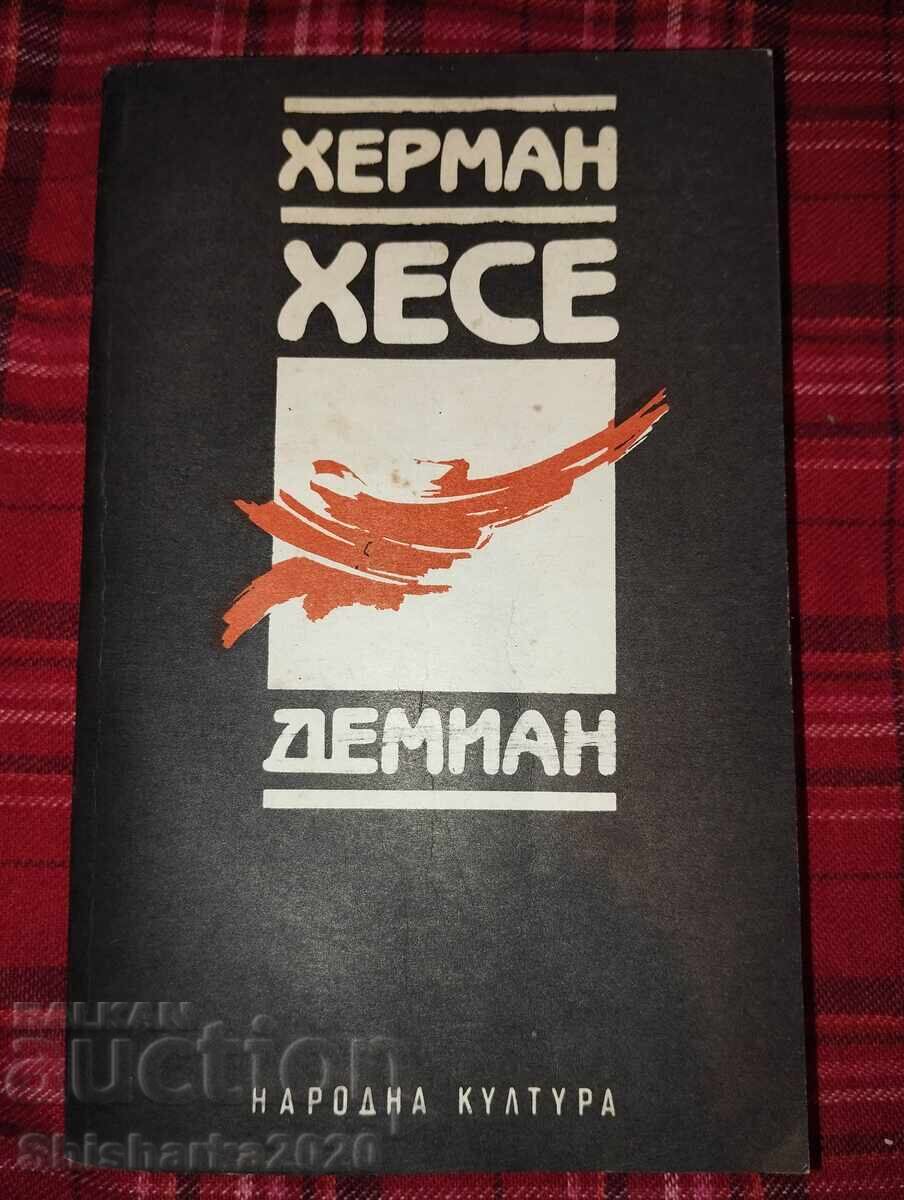 ХЕРМАН
ХЕСЕ
ДЕМИАН
НАРОДНА КУЛТУРА
BALKAN
auction
Shisharka2020